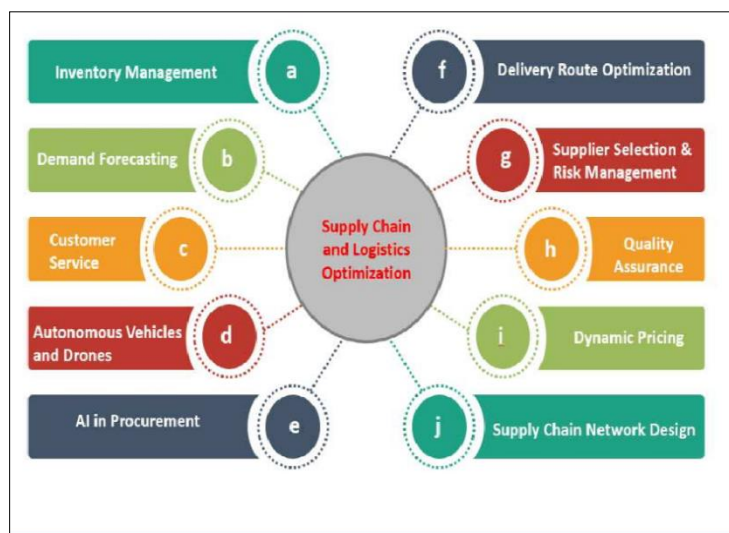 Inventory Management
a
Demand Forecasting
b
Customer
Service
c
Autonomous Vehicles
and Drones
d
AI in Procurement
e
Supply Chain
and Logistics
Optimization
f
Delivery Route Optimization
g
Supplier Selection &
Risk Management
h
Quality
Assurance
i
Dynamic Pricing
j
Supply Chain Network Design